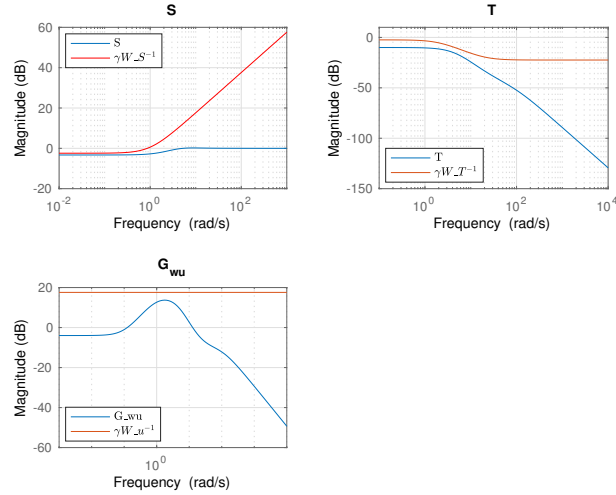 S
T
Magnitude (dB)
60
40
20
0
-20
S
γW_S⁻¹
10⁻²
10⁰
10²
Frequency (rad/s)
Magnitude (dB)
0
-50
-100
-150
T
γW_T⁻¹
10⁰
10²
10⁴
Frequency (rad/s)
G_wu
Magnitude (dB)
20
0
-20
-40
-60
G_wu
γW_u⁻¹
10⁰
Frequency (rad/s)